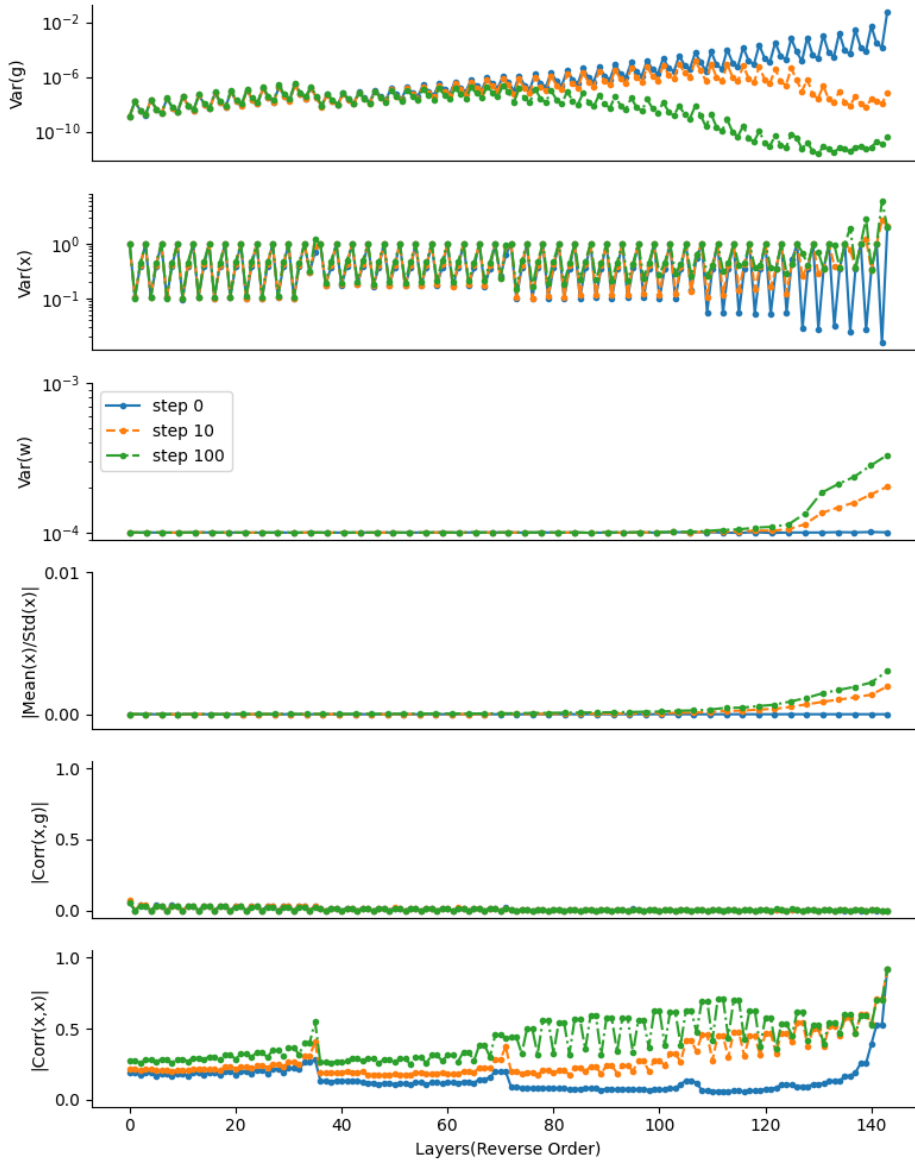 Var(g)
10⁻²
10⁻⁶
10⁻¹⁰
Var(x)
10⁰
10⁻¹
Var(w)
10⁻³
10⁻⁴
step 0
step 10
step 100
|Mean(x)/Std(x)|
0.01
0.00
|Corr(x,g)|
1.0
0.5
0.0
|Corr(x,x)|
1.0
0.5
0.0
0 20 40 60 80 100 120 140
Layers(Reverse Order)